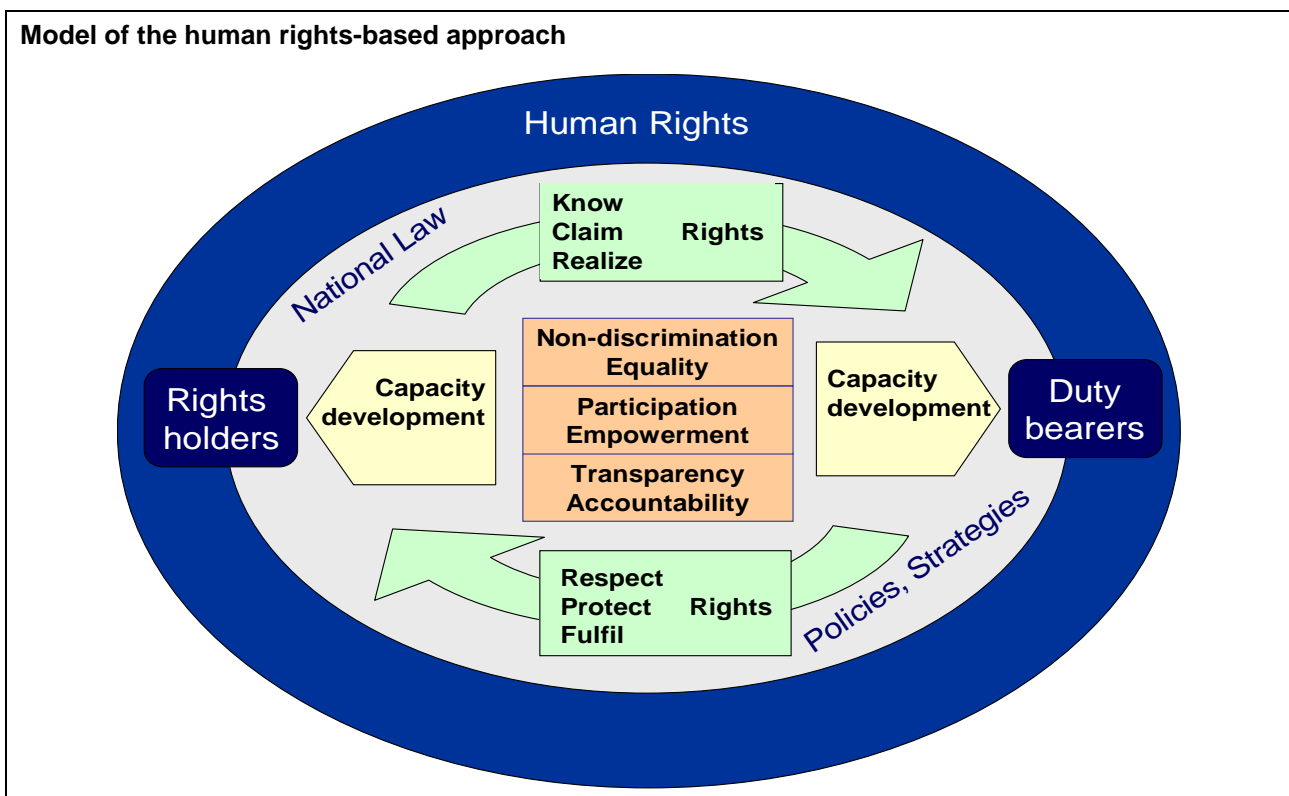 Model of the human rights-based approach
Human Rights
National Law
Know
Claim Rights
Realize
Non-discrimination
Equality
Participation
Empowerment
Transparency
Accountability
Capacity
development
Capacity
development
Rights
holders
Duty
bearers
Respect
Protect Rights
Fulfil
Policies, Strategies